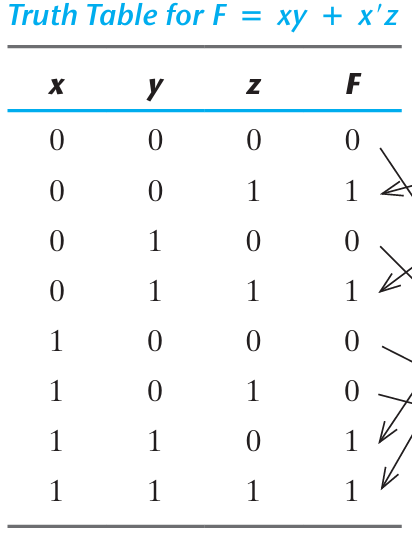 Truth Table for F = xy + x'z
x y z F
0 0 0 0
0 0 1 1
0 1 0 0
0 1 1 1
1 0 0 0
1 0 1 0
1 1 0 1
1 1 1 1